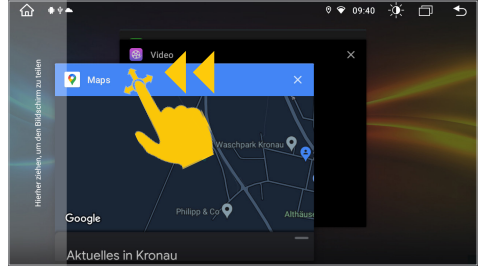 09:40
Video
Maps
Hierher ziehen, um den Bildschirm zu teilen
Waschpark Kronau
Philipp & Co
Althäus
Google
Aktuelles in Kronau